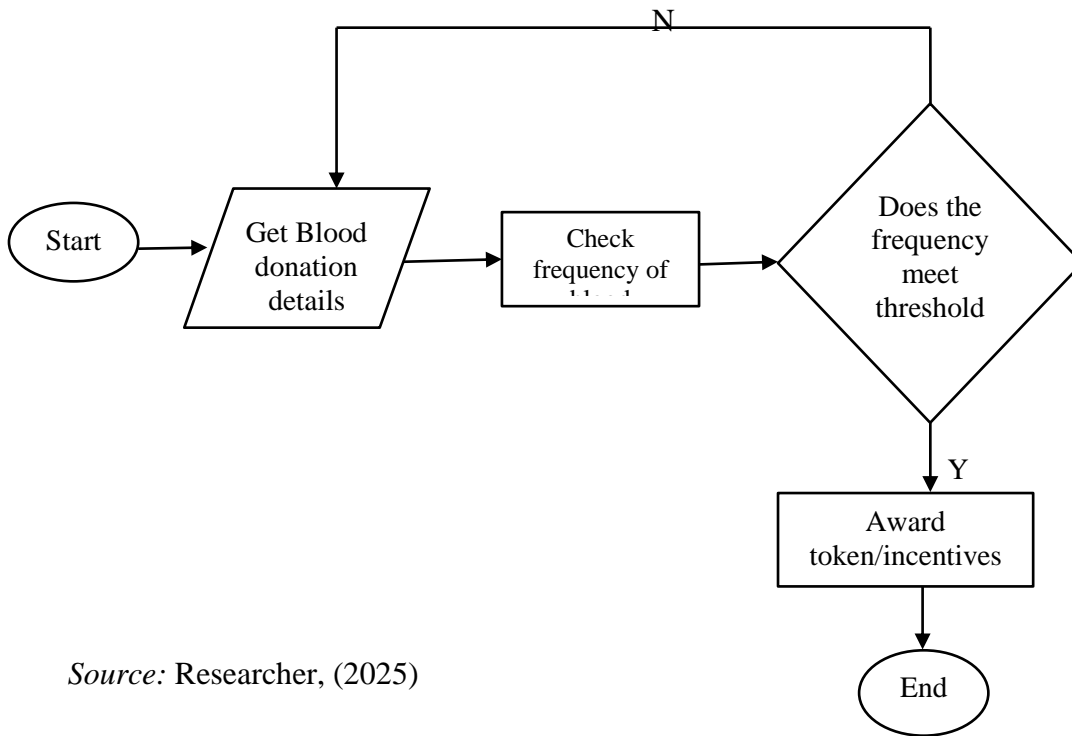 N
Start
Get Blood
donation
details
Check
frequency of
Does the
frequency
meet
threshold
Y
Award
token/incentives
End
Source: Researcher, (2025)